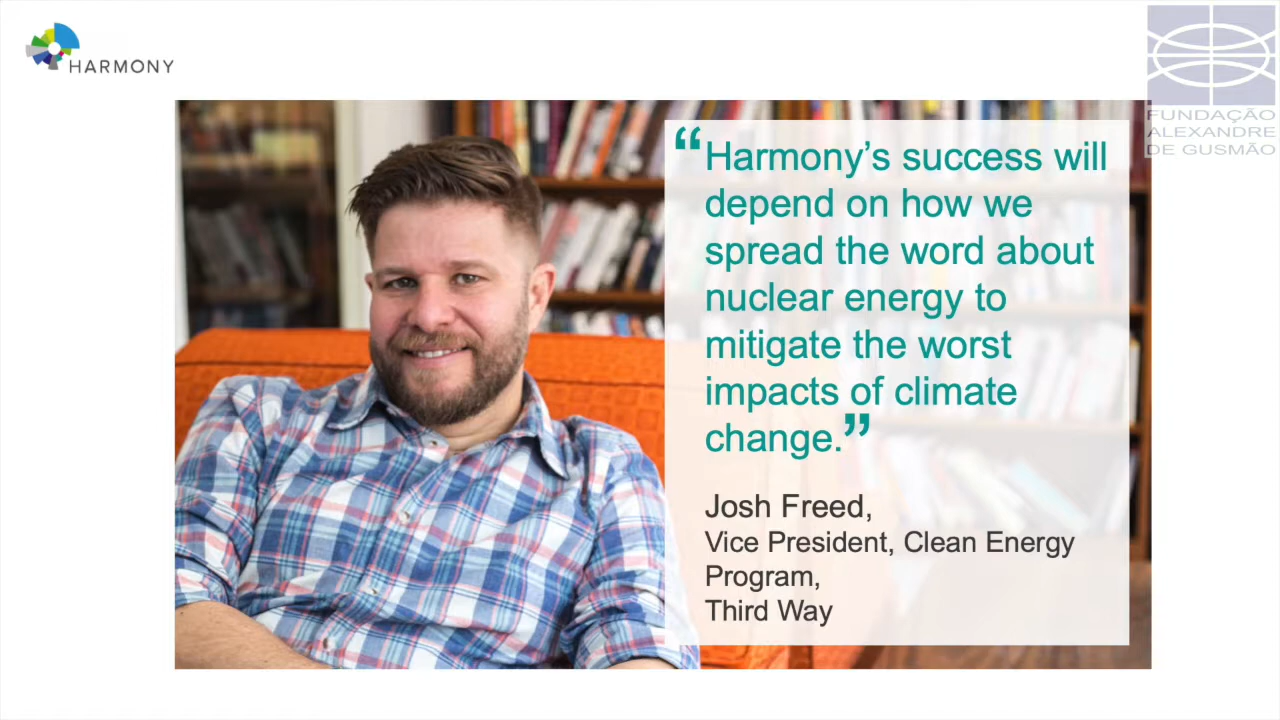 HARMONY
FUNDAÇÃO
ALEXANDRE
DE GUSMÃO
“Harmony’s success will
depend on how we
spread the word about
nuclear energy to
mitigate the worst
impacts of climate
change.”
Josh Freed,
Vice President, Clean Energy
Program,
Third Way